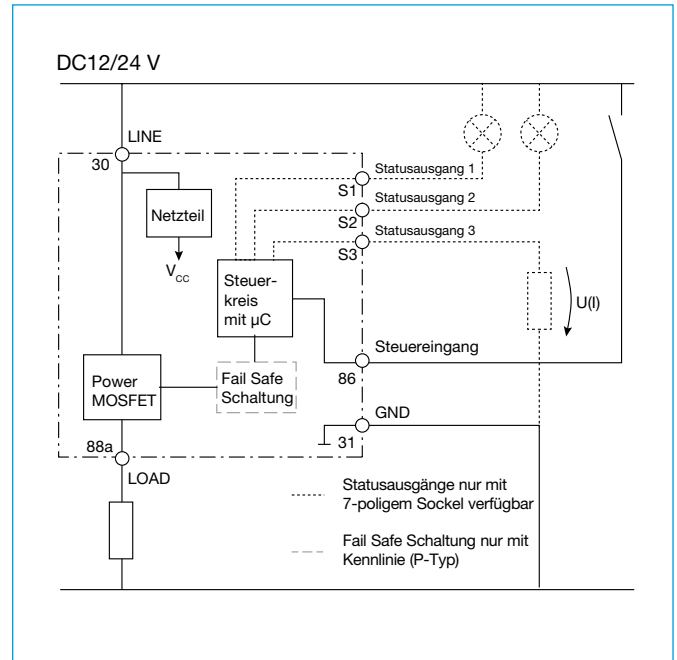 DC12/24 V
LINE
30
Netzteil
V_CC
Statusausgang 1
S1
Statusausgang 2
S2
Statusausgang 3
S3
Steuer-
kreis
mit µC
U(I)
Steuereingang
86
Power
MOSFET
Fail Safe
Schaltung
GND
31
88a
LOAD
Statusausgänge nur mit
7-poligem Sockel verfügbar
Fail Safe Schaltung nur mit
Kennlinie (P-Typ)